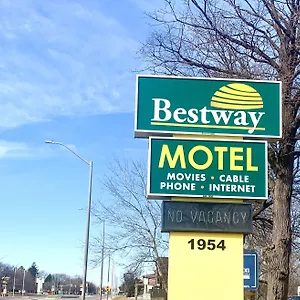 Bestway
MOTEL
MOVIES • CABLE
PHONE • INTERNET
NO VACANCY
1954